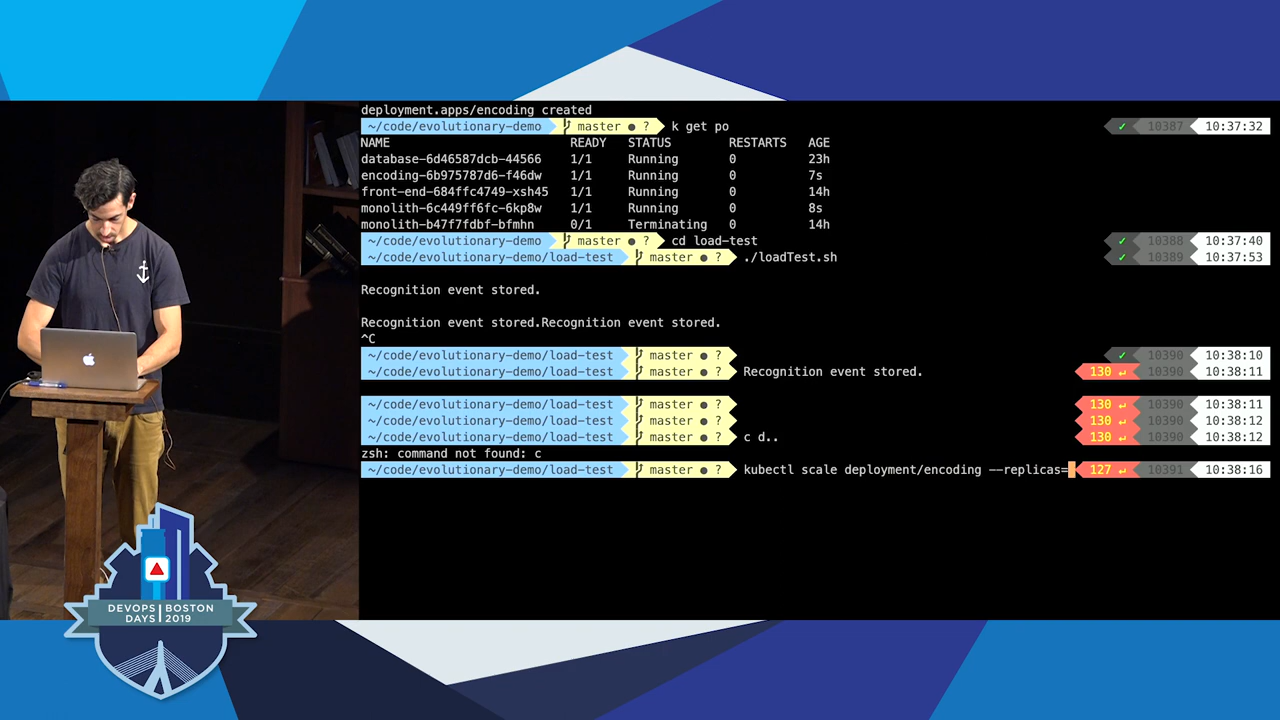 deployment.apps/encoding created
~/code/evolutionary-demo master ● ? k get po ✓ 10387 10:37:32
NAME READY STATUS RESTARTS AGE
database-6d46587dcb-44566 1/1 Running 0 23h
encoding-6b975787d6-f46dw 1/1 Running 0 7s
front-end-684ffc4749-xsh45 1/1 Running 0 14h
monolith-6c449ff6fc-6kp8w 1/1 Running 0 8s
monolith-b47f7fdbf-bfmhn 0/1 Terminating 0 14h
~/code/evolutionary-demo master ● ? cd load-test ✓ 10388 10:37:40
~/code/evolutionary-demo/load-test master ● ? ./loadTest.sh ✓ 10389 10:37:53
Recognition event stored.
Recognition event stored.Recognition event stored.
^C
~/code/evolutionary-demo/load-test master ● ? ✓ 10390 10:38:10
~/code/evolutionary-demo/load-test master ● ? Recognition event stored. 130 ↵ 10390 10:38:11
~/code/evolutionary-demo/load-test master ● ? 130 ↵ 10390 10:38:11
~/code/evolutionary-demo/load-test master ● ? 130 ↵ 10390 10:38:12
~/code/evolutionary-demo/load-test master ● ? c d.. 130 ↵ 10390 10:38:12
zsh: command not found: c
~/code/evolutionary-demo/load-test master ● ? kubectl scale deployment/encoding --replicas= 127 ↵ 10391 10:38:16
DEVOPS BOSTON
DAYS 2019